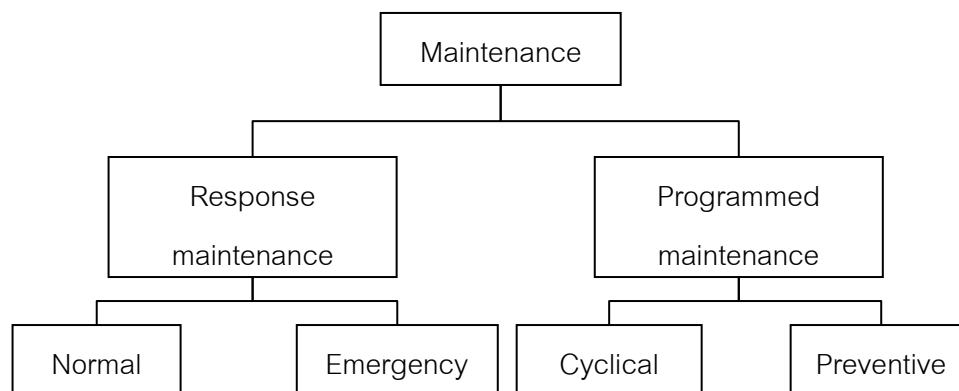 Maintenance
Response
maintenance
Programmed
maintenance
Normal
Emergency
Cyclical
Preventive